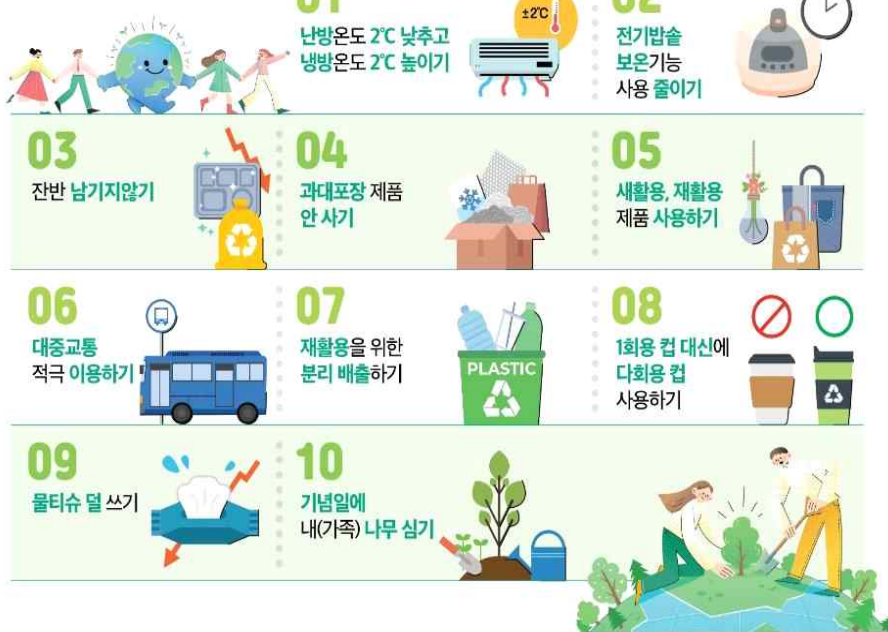 01
난방온도 2℃ 낮추고
냉방온도 2℃ 높이기
±2℃
02
전기밥솥
보온기능
사용 줄이기
03
잔반 남기지않기
04
과대포장 제품
안 사기
05
새활용, 재활용
제품 사용하기
06
대중교통
적극 이용하기
07
재활용을 위한
분리 배출하기
PLASTIC
08
1회용 컵 대신에
다회용 컵
사용하기
09
물티슈 덜 쓰기
10
기념일에
내(가족) 나무 심기